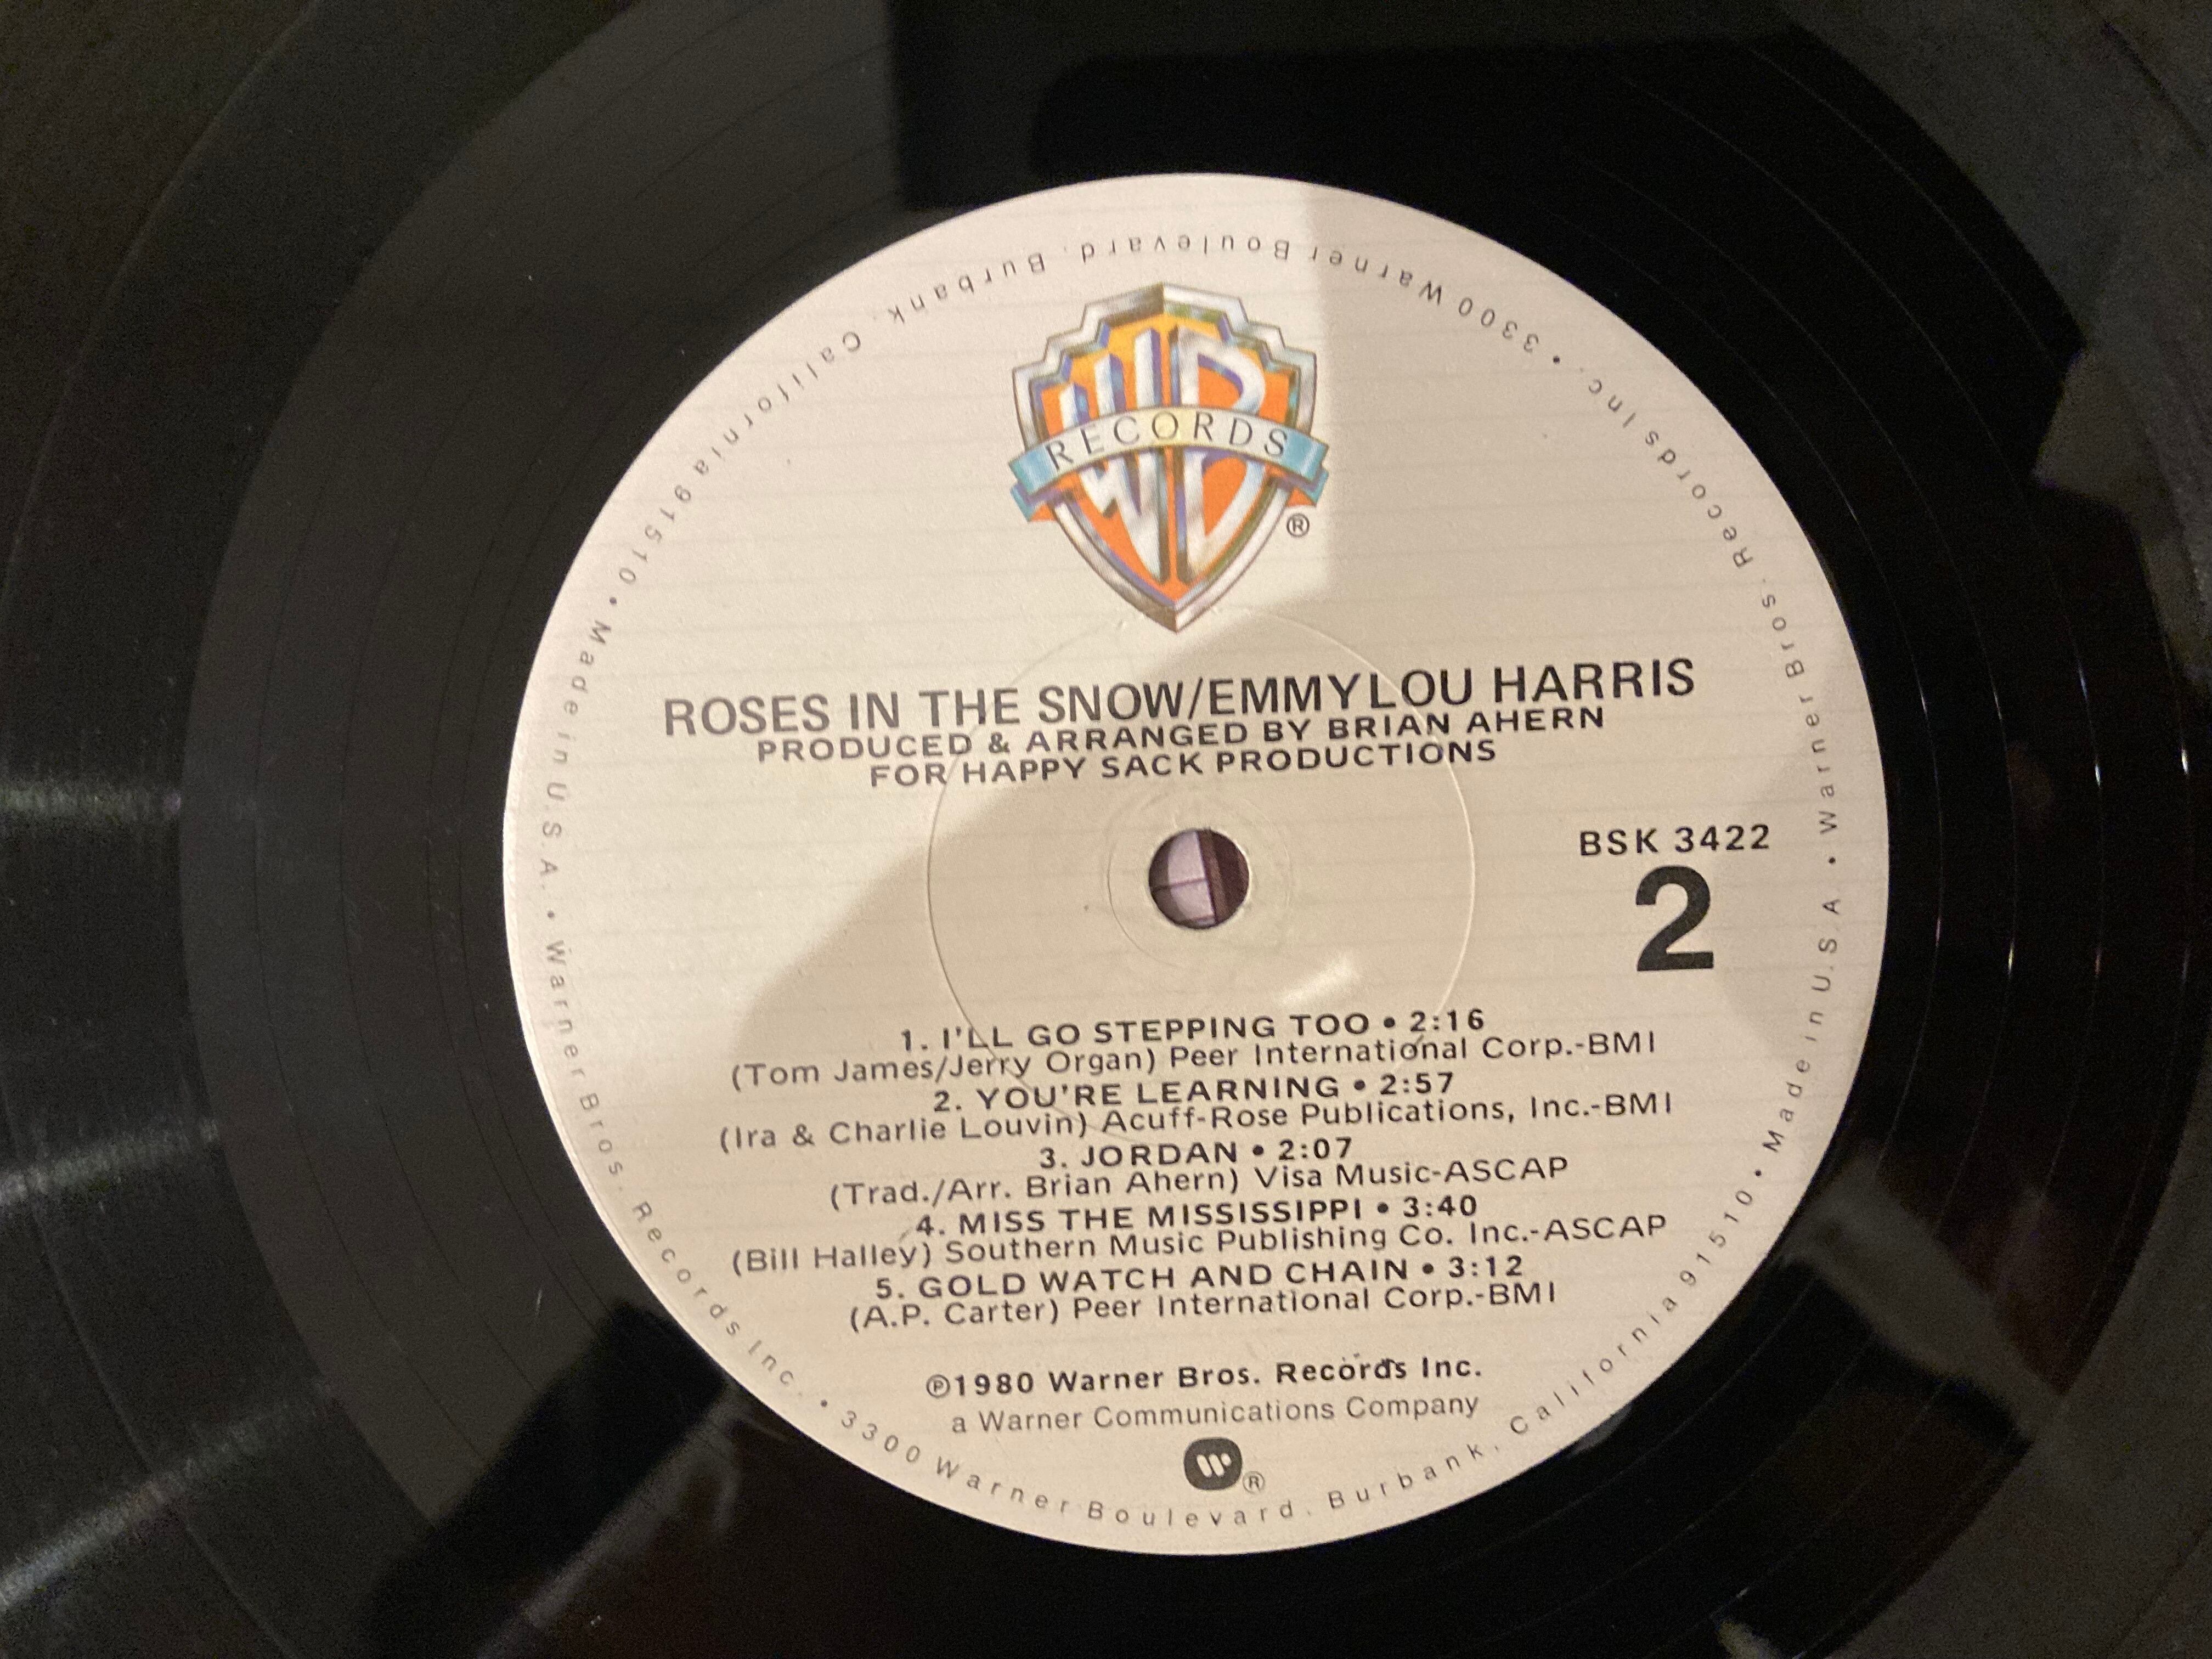 WB
RECORDS
®
ROSES IN THE SNOW/EMMYLOU HARRIS
PRODUCED & ARRANGED BY BRIAN AHERN
FOR HAPPY SACK PRODUCTIONS
BSK 3422
2
1. I'LL GO STEPPING TOO • 2:16
(Tom James/Jerry Organ) Peer International Corp.-BMI
2. YOU'RE LEARNING • 2:57
(Ira & Charlie Louvin) Acuff-Rose Publications, Inc.-BMI
3. JORDAN • 2:07
(Trad./Arr. Brian Ahern) Visa Music-ASCAP
4. MISS THE MISSISSIPPI • 3:40
(Bill Halley) Southern Music Publishing Co. Inc.-ASCAP
5. GOLD WATCH AND CHAIN • 3:12
(A.P. Carter) Peer International Corp.-BMI
℗1980 Warner Bros. Records Inc.
a Warner Communications Company
W®
• Warner Bros. Records Inc. • 3300 Warner Boulevard. Burbank, California 91510 • Made in U.S.A. • Warner Bros. Records Inc. • 3300 Warner Boulevard. Burbank, California 91510 • Made in U.S.A.